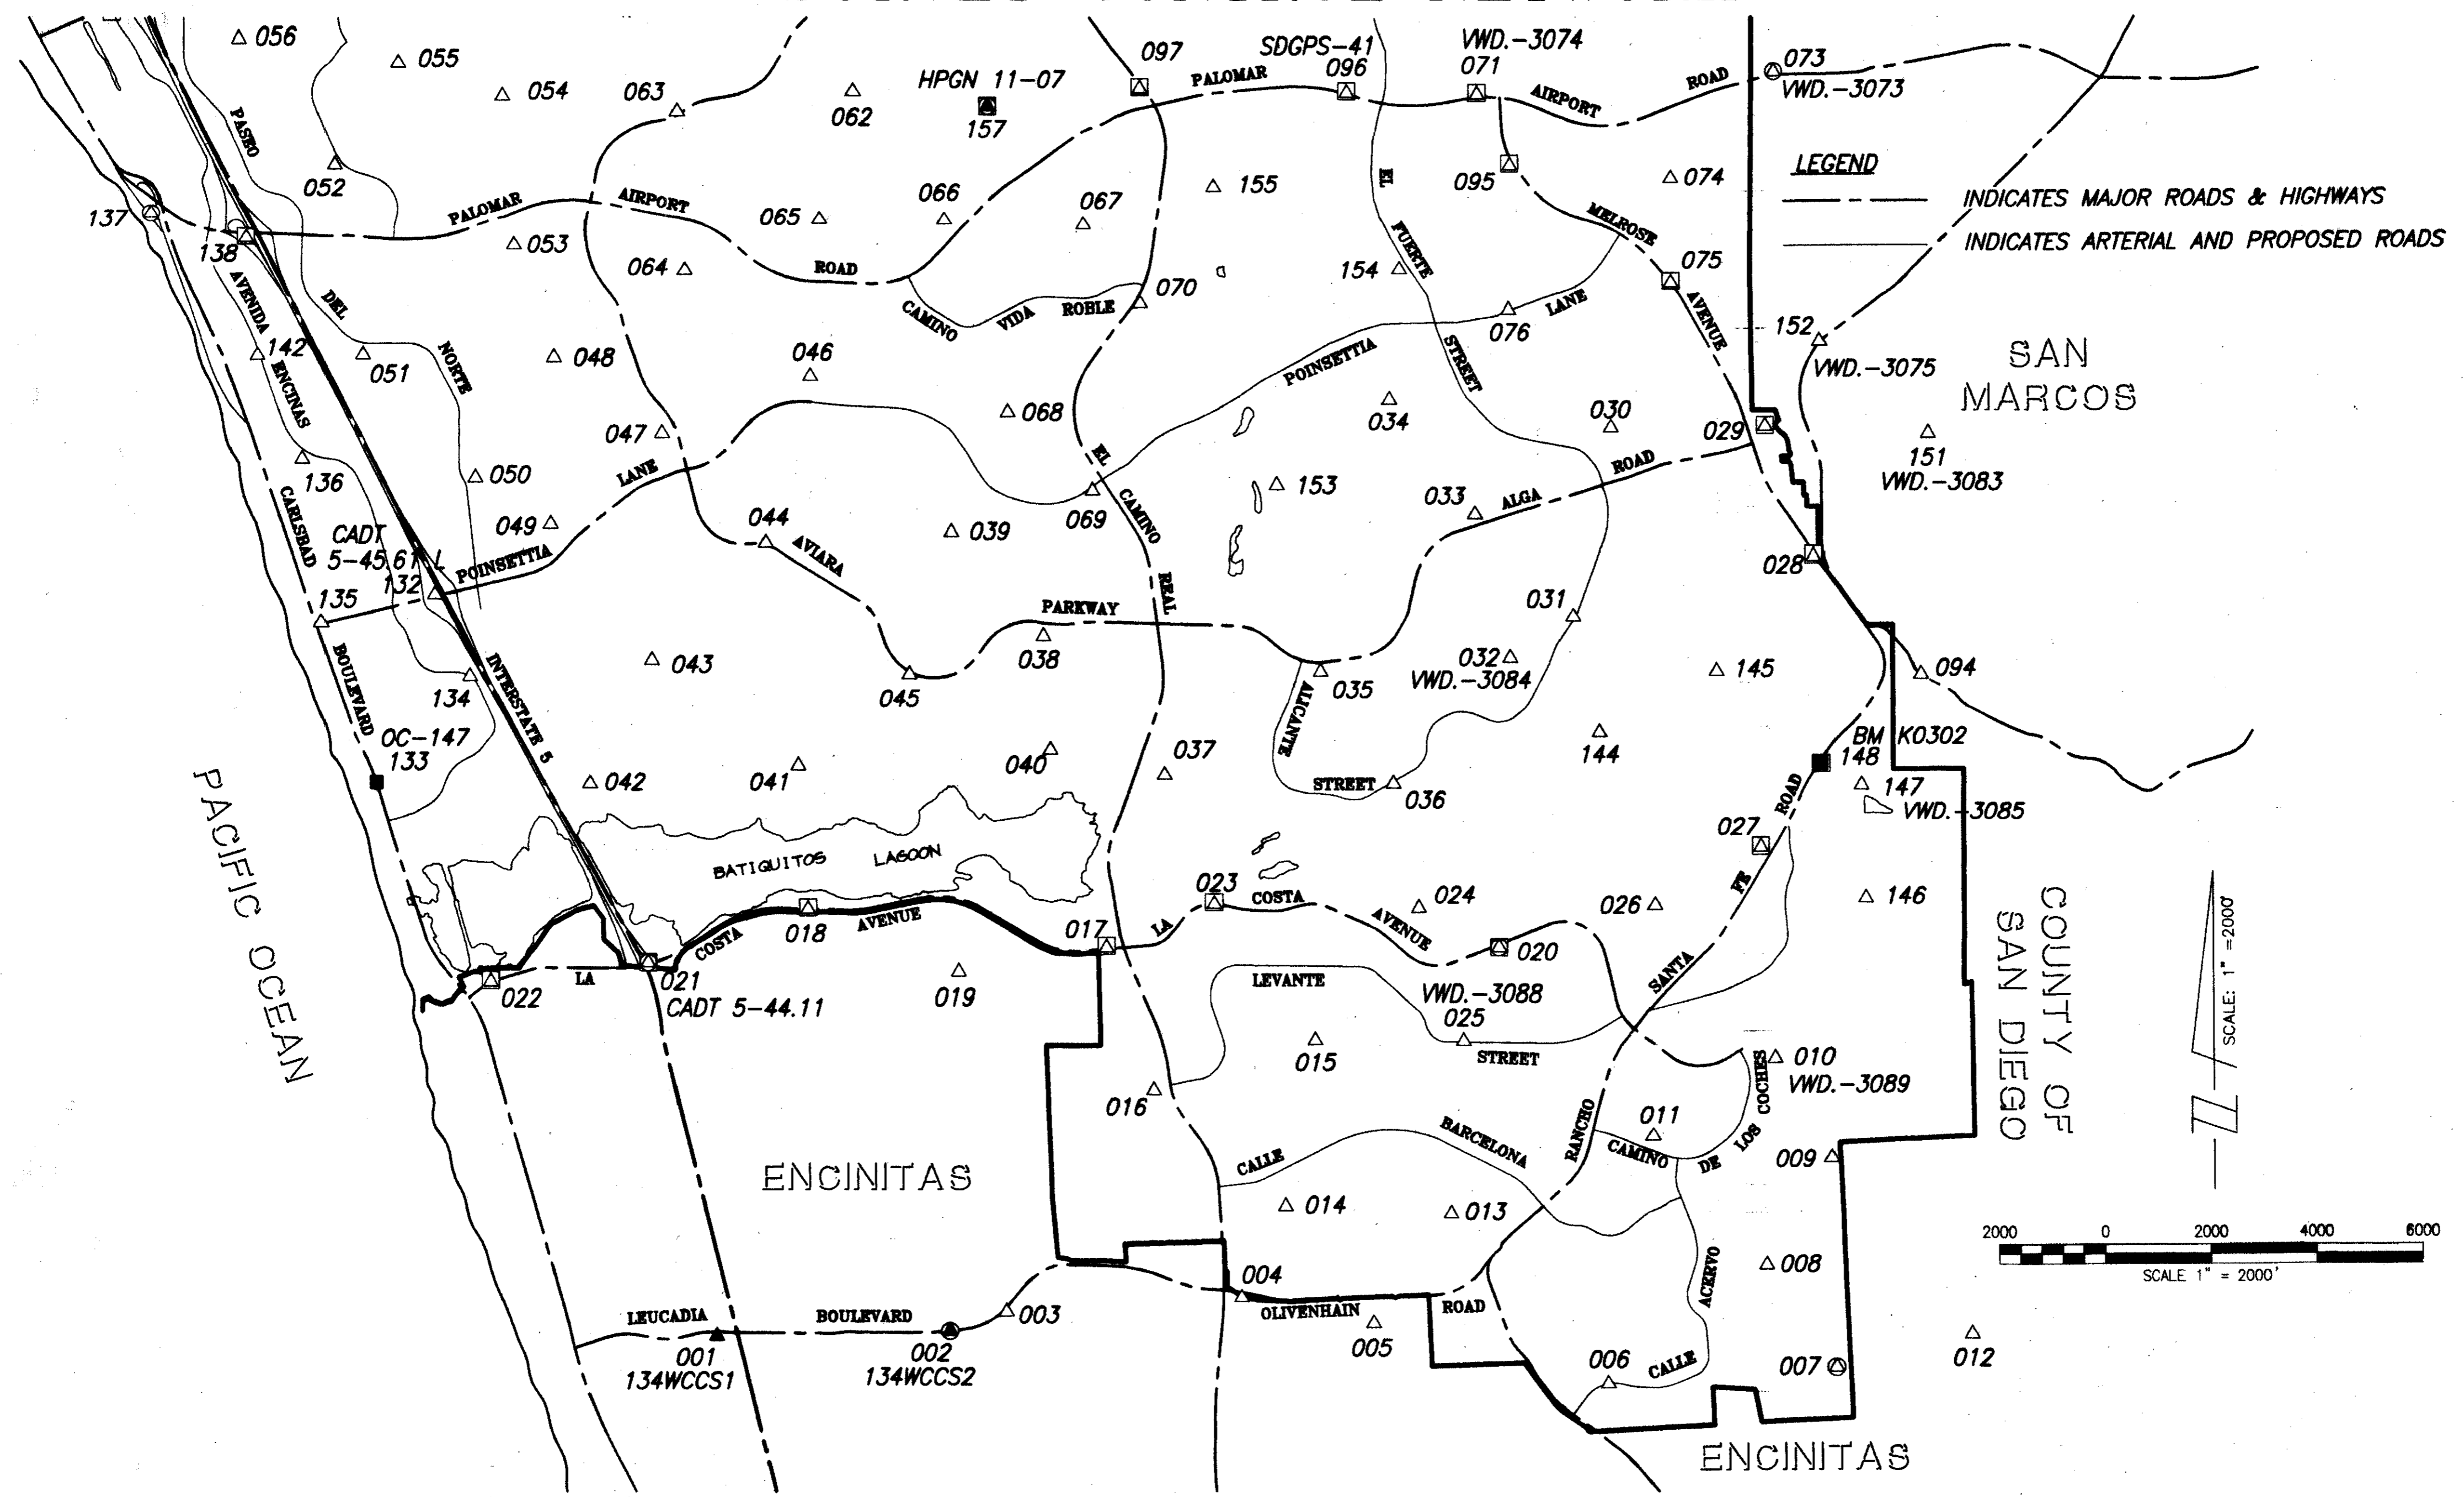 056
055
054
063
062
HPGN 11-07
157
097
SDGPS-41
096
VWD.-3074
071
073
VWD.-3073
PALOMAR
AIRPORT
ROAD
PASEO
052
137
138
PALOMAR
AIRPORT
ROAD
053
064
065
066
067
155
EL
FUERTE
STREET
154
095
074
MELROSE
AVENUE
075
LEGEND
INDICATES MAJOR ROADS & HIGHWAYS
INDICATES ARTERIAL AND PROPOSED ROADS
AVENIDA
ENCINAS
DEL
NORTE
142
051
048
046
CAMINO
VIDA
ROBLE
070
076
LANE
POINSETTIA
152
VWD.-3075
SAN
MARCOS
136
050
047
LANE
068
034
030
029
151
VWD.-3083
CARLSBAD
BOULEVARD
CADT
5-45.61 L
132
049
POINSETTIA
044
AVIARA
039
069
EL
CAMINO
REAL
153
033
ALGA
ROAD
028
135
134
INTERSTATE 5
043
045
038
PARKWAY
035
ALICANTE
STREET
032
VWD.-3084
031
145
094
OC-147
133
042
041
040
037
036
144
BM K0302
148
147
VWD.-3085
PACIFIC OCEAN
BATIQUITOS LAGOON
023
LA
COSTA
AVENUE
024
026
027
SANTA
FE
ROAD
146
022
LA
021
CADT 5-44.11
COSTA
018
AVENUE
019
017
LEVANTE
STREET
020
VWD.-3088
025
015
016
010
VWD.-3089
COUNTY OF
SAN DIEGO
SCALE: 1" =2000'
ENCINITAS
CALLE
BARCELONA
RANCHO
011
CAMINO
DE
LOS
COCHES
009
014
013
008
ACERVO
2000 0 2000 4000 6000
SCALE 1" = 2000'
LEUCADIA
BOULEVARD
001
134WCCS1
002
134WCCS2
003
004
OLIVENHAIN
ROAD
005
006
CALLE
007
012
ENCINITAS